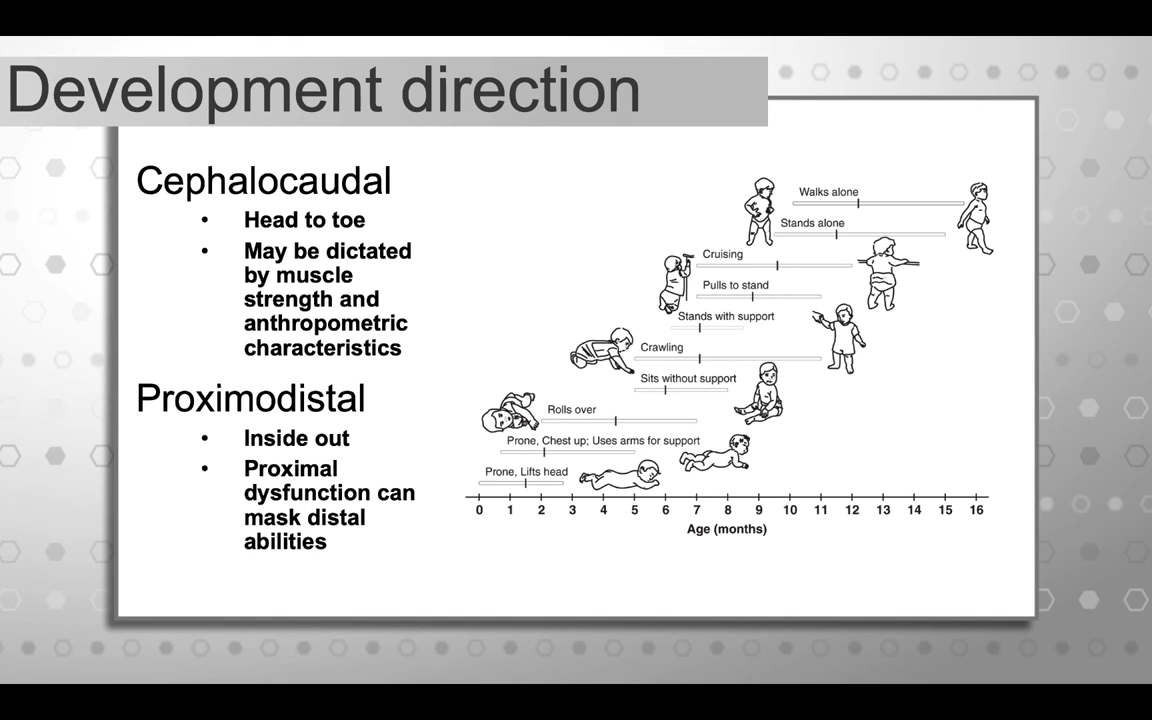 Development direction
Cephalocaudal
• Head to toe
• May be dictated
by muscle
strength and
anthropometric
characteristics
Proximodistal
• Inside out
• Proximal
dysfunction can
mask distal
abilities
Walks alone
Stands alone
Cruising
Pulls to stand
Stands with support
Crawling
Sits without support
Rolls over
Prone, Chest up; Uses arms for support
Prone, Lifts head
0 1 2 3 4 5 6 7 8 9 10 11 12 13 14 15 16
Age (months)